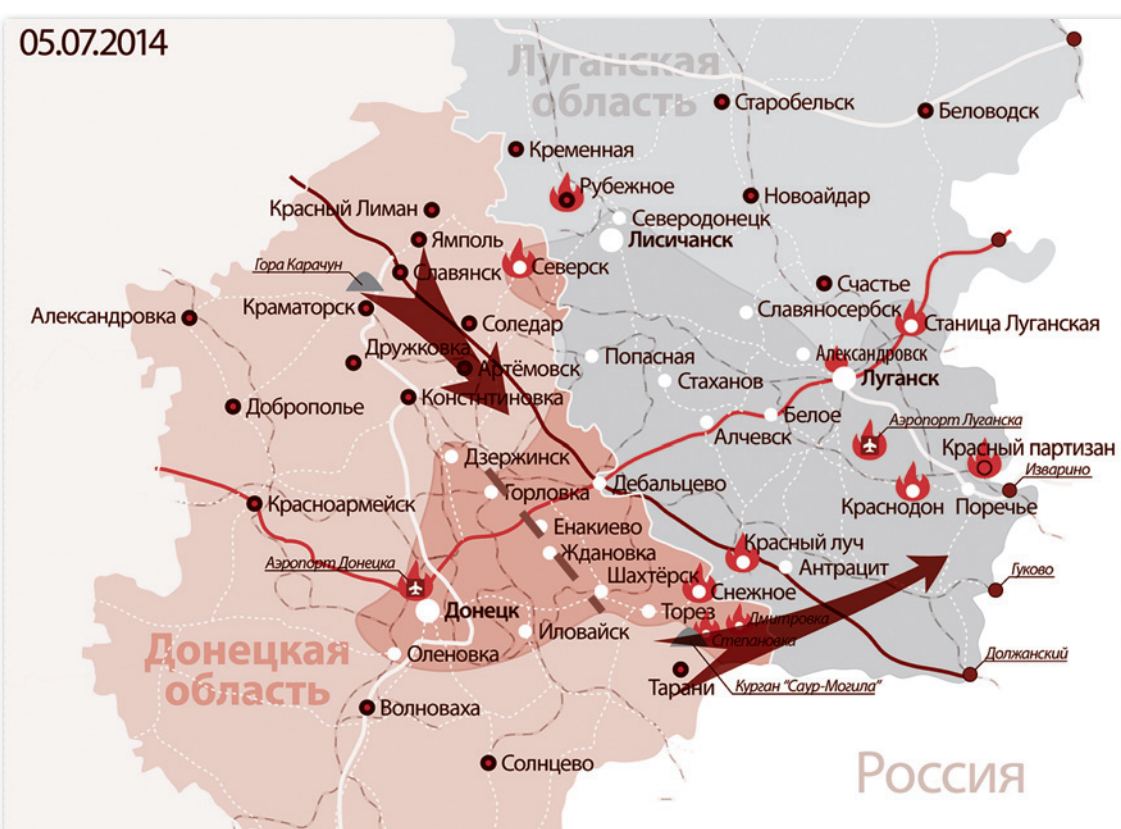 05.07.2014
Луганская
область
Старобельск
Беловодск
Кременная
Рубежное
Новоайдар
Красный Лиман
Северодонецк
Ямполь
Лисичанск
Гора Карачун
Славянск
Северск
Счастье
Краматорск
Славяносербск
Александровка
Соледар
Станица Луганская
Дружковка
Попасная
Александровск
Артёмовск
Стаханов
Луганск
Констнтиновка
Доброполье
Белое
Алчевск
Аэропорт Луганска
Дзержинск
Красный партизан
Изварино
Дебальцево
Горловка
Красноармейск
Краснодон
Поречье
Енакиево
Ждановка
Красный луч
Аэропорт Донецка
Антрацит
Гуково
Шахтёрск
Снежное
Донецк
Торез
Дмитровка
Иловайск
Степановка
Донецкая
область
Оленовка
Должанский
Тарани
Курган "Саур-Могила"
Волноваха
Солнцево
Россия